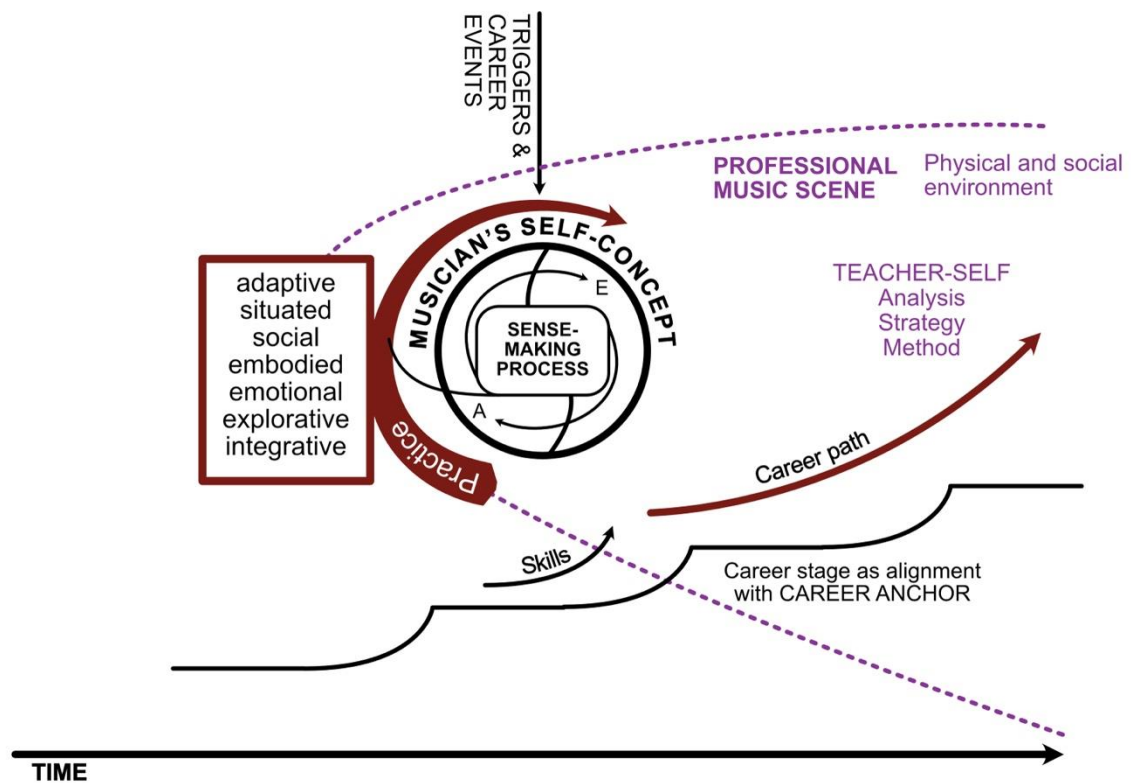 TRIGGERS &
CAREER
EVENTS
PROFESSIONAL
MUSIC SCENE
Physical and social
environment
adaptive
situated
social
embodied
emotional
explorative
integrative
MUSICIAN'S SELF-CONCEPT
E
SENSE-
MAKING
PROCESS
A
Practice
TEACHER-SELF
Analysis
Strategy
Method
Career path
Skills
Career stage as alignment
with CAREER ANCHOR
TIME